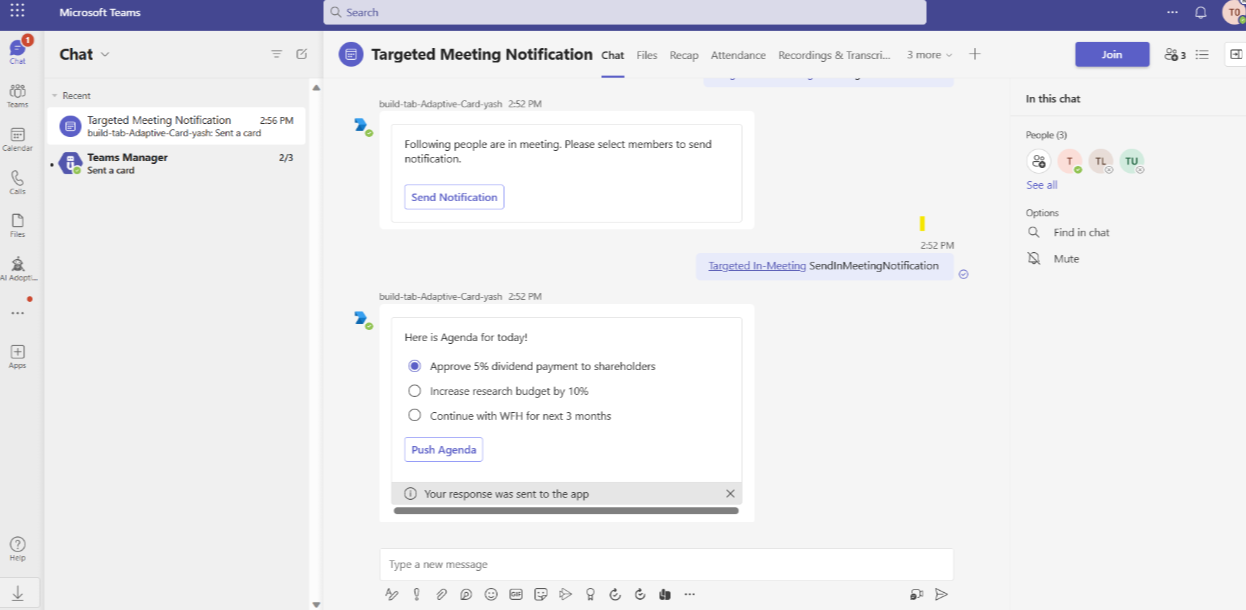 Microsoft Teams
Search
TO
1
Chat
Teams
Calendar
Calls
Files
AI Adopti...
Apps
Help
Chat
Recent
Targeted Meeting Notification 2:56 PM
build-tab-Adaptive-Card-yash: Sent a card
Teams Manager 2/3
Sent a card
Targeted Meeting Notification Chat Files Recap Attendance Recordings & Transcri... 3 more
Join
3
build-tab-Adaptive-Card-yash 2:52 PM
Following people are in meeting. Please select members to send
notification.
Send Notification
2:52 PM
Targeted In-Meeting SendInMeetingNotification
build-tab-Adaptive-Card-yash 2:52 PM
Here is Agenda for today!
Approve 5% dividend payment to shareholders
Increase research budget by 10%
Continue with WFH for next 3 months
Push Agenda
Your response was sent to the app
Type a new message
GIF
In this chat
People (3)
T TL TU
See all
Options
Find in chat
Mute